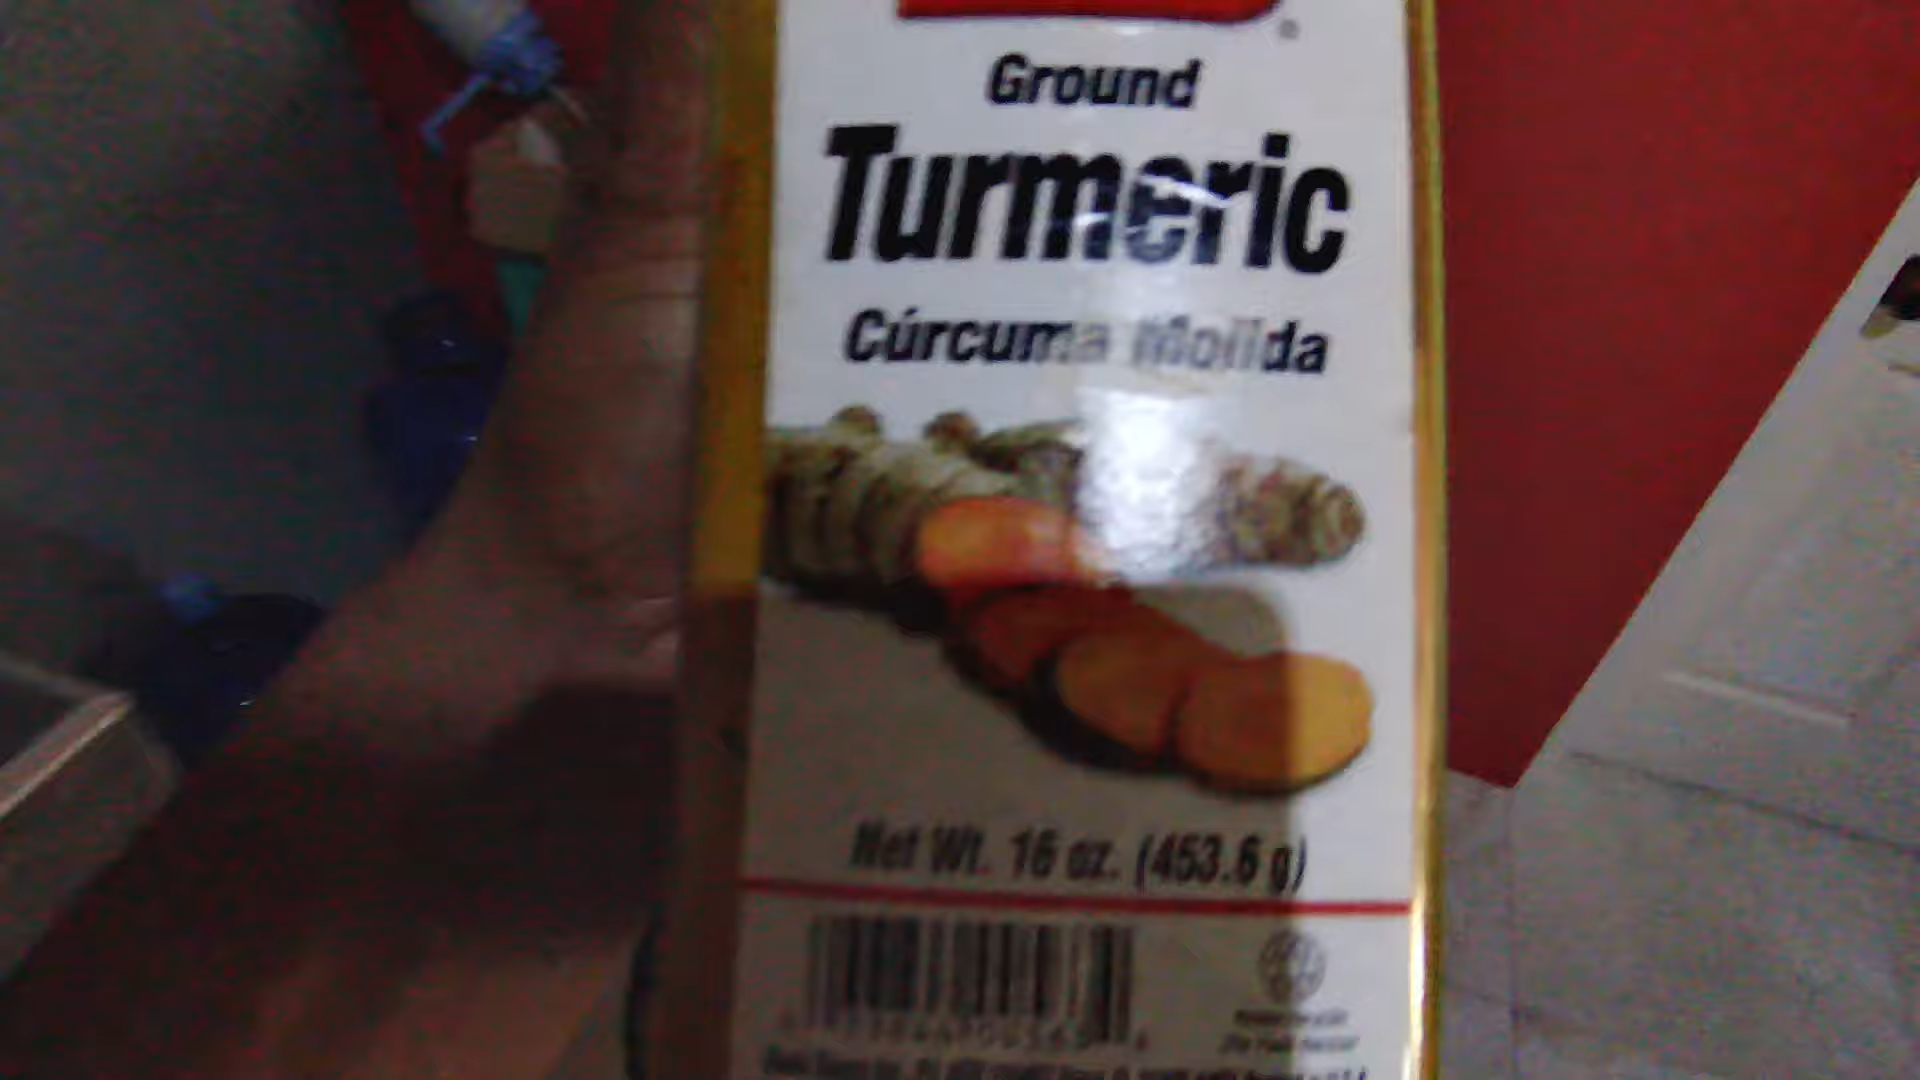 ®
Ground
Turmeric
Cúrcuma Molida
Net Wt. 16 oz. (453.6 g)